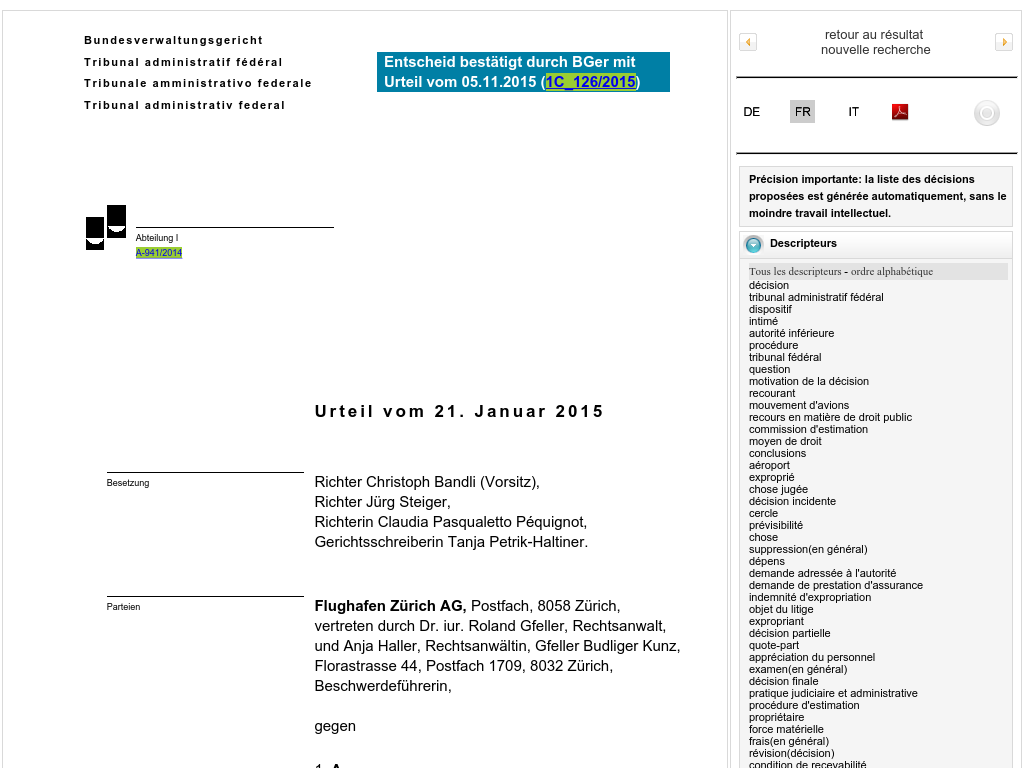 Bundesverwaltungsgericht
Tribunal administratif fédéral
Tribunale amministrativo federale
Tribunal administrativ federal
Entscheid bestätigt durch BGer mit
Urteil vom 05.11.2015 (1C_126/2015)
Abteilung I
A-941/2014
Urteil vom 21. Januar 2015
Besetzung
Richter Christoph Bandli (Vorsitz),
Richter Jürg Steiger,
Richterin Claudia Pasqualetto Péquignot,
Gerichtsschreiberin Tanja Petrik-Haltiner.
Parteien
Flughafen Zürich AG, Postfach, 8058 Zürich,
vertreten durch Dr. iur. Roland Gfeller, Rechtsanwalt,
und Anja Haller, Rechtsanwältin, Gfeller Budliger Kunz,
Florastrasse 44, Postfach 1709, 8032 Zürich,
Beschwerdeführerin,
gegen
1. A.
retour au résultat
nouvelle recherche
DE FR IT
Précision importante: la liste des décisions
proposées est générée automatiquement, sans le
moindre travail intellectuel.
Descripteurs
Tous les descripteurs - ordre alphabétique
décision
tribunal administratif fédéral
dispositif
intimé
autorité inférieure
procédure
tribunal fédéral
question
motivation de la décision
recourant
mouvement d'avions
recours en matière de droit public
commission d'estimation
moyen de droit
conclusions
aéroport
exproprié
chose jugée
décision incidente
cercle
prévisibilité
chose
suppression(en général)
dépens
demande adressée à l'autorité
demande de prestation d'assurance
indemnité d'expropriation
objet du litige
expropriant
décision partielle
quote-part
appréciation du personnel
examen(en général)
décision finale
pratique judiciaire et administrative
procédure d'estimation
propriétaire
force matérielle
frais(en général)
révision(décision)
condition de recevabilité